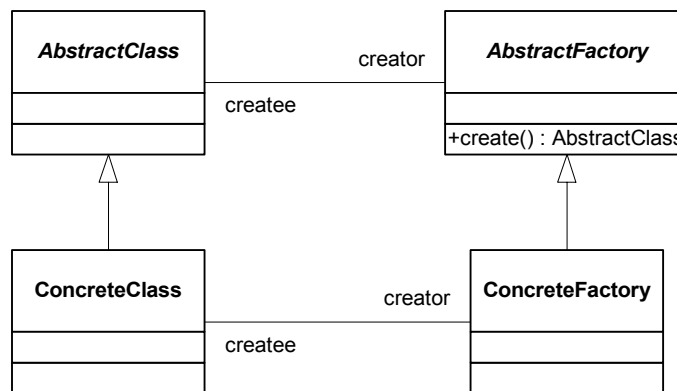 AbstractClass
AbstractFactory
creator
createe
+create() : AbstractClass
ConcreteClass
ConcreteFactory
creator
createe